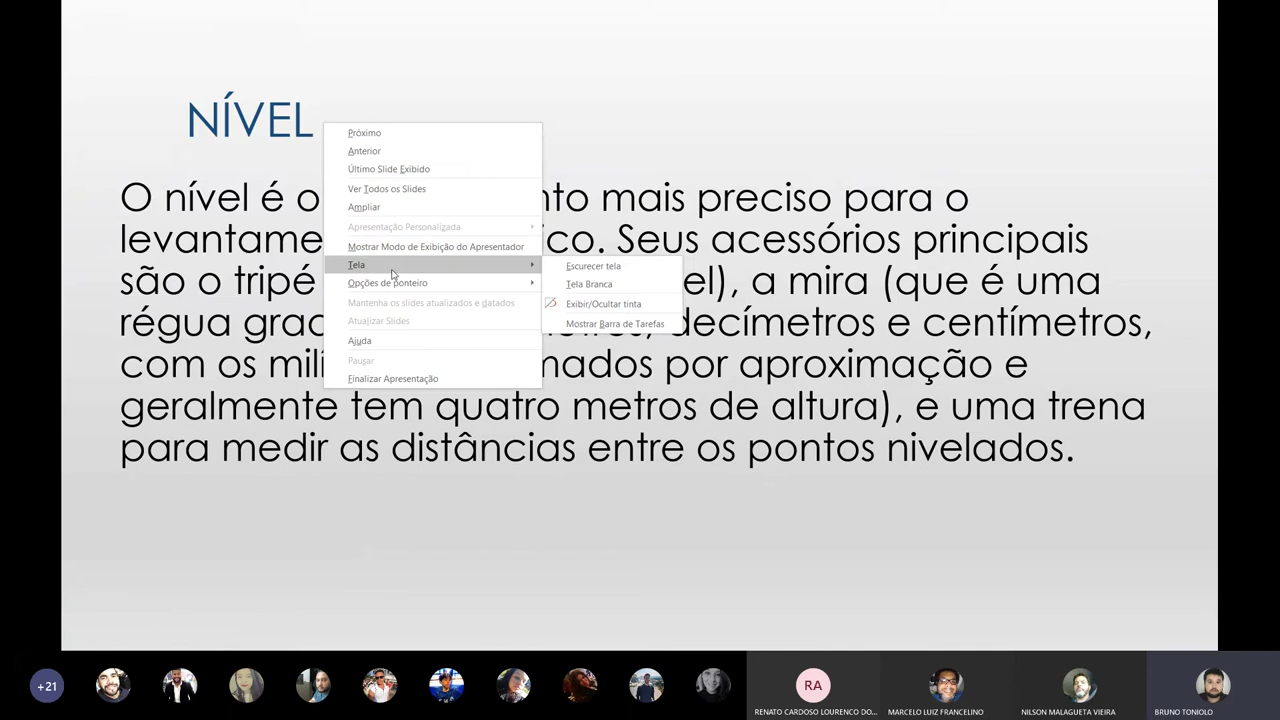 NÍVEL
O nível é o nto mais preciso para o
levantame ico. Seus acessórios principais
são o tripé el), a mira (que é uma
régua grad etros, decímetros e centímetros,
com os milí mados por aproximação e
geralmente tem quatro metros de altura), e uma trena
para medir as distâncias entre os pontos nivelados.
Próximo
Anterior
Último Slide Exibido
Ver Todos os Slides
Ampliar
Apresentação Personalizada
Mostrar Modo de Exibição do Apresentador
Tela
Opções de ponteiro
Mantenha os slides atualizados e datados
Atualizar Slides
Ajuda
Pausar
Finalizar Apresentação
Escurecer tela
Tela Branca
Exibir/Ocultar tinta
Mostrar Barra de Tarefas
+21
RA
RENATO CARDOSO LOURENCO DO...
MARCELO LUIZ FRANCELINO
NILSON MALAGUETA VIEIRA
BRUNO TONIOLO